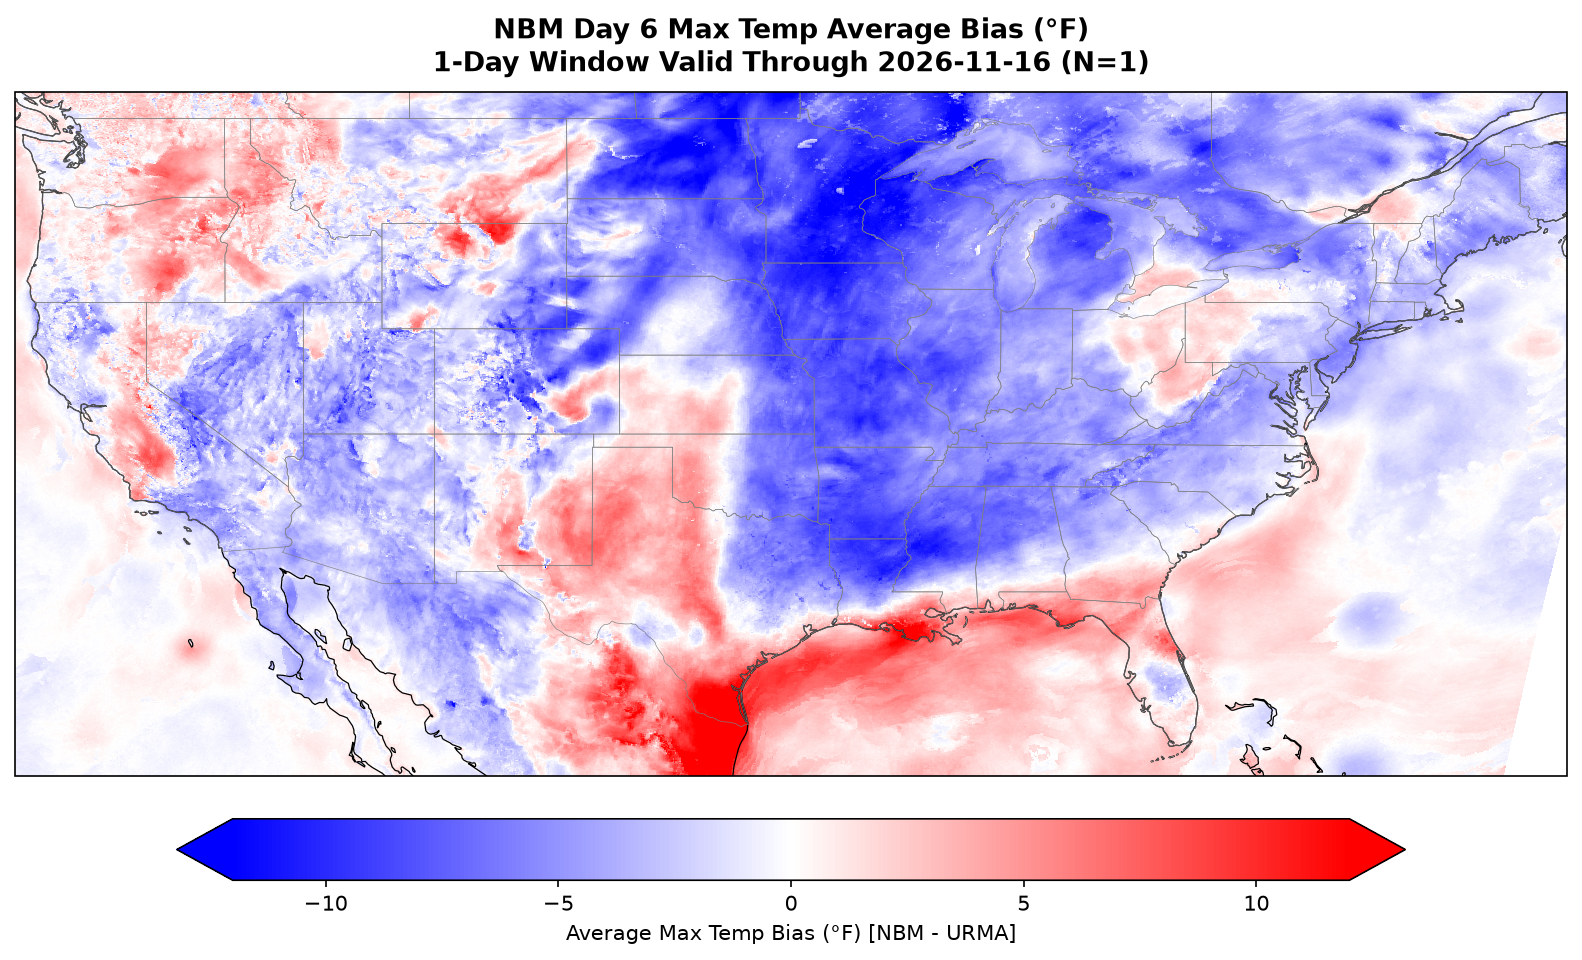 NBM Day 6 Max Temp Average Bias (°F)
1-Day Window Valid Through 2026-11-16 (N=1)
−10 −5 0 5 10
Average Max Temp Bias (°F) [NBM - URMA]